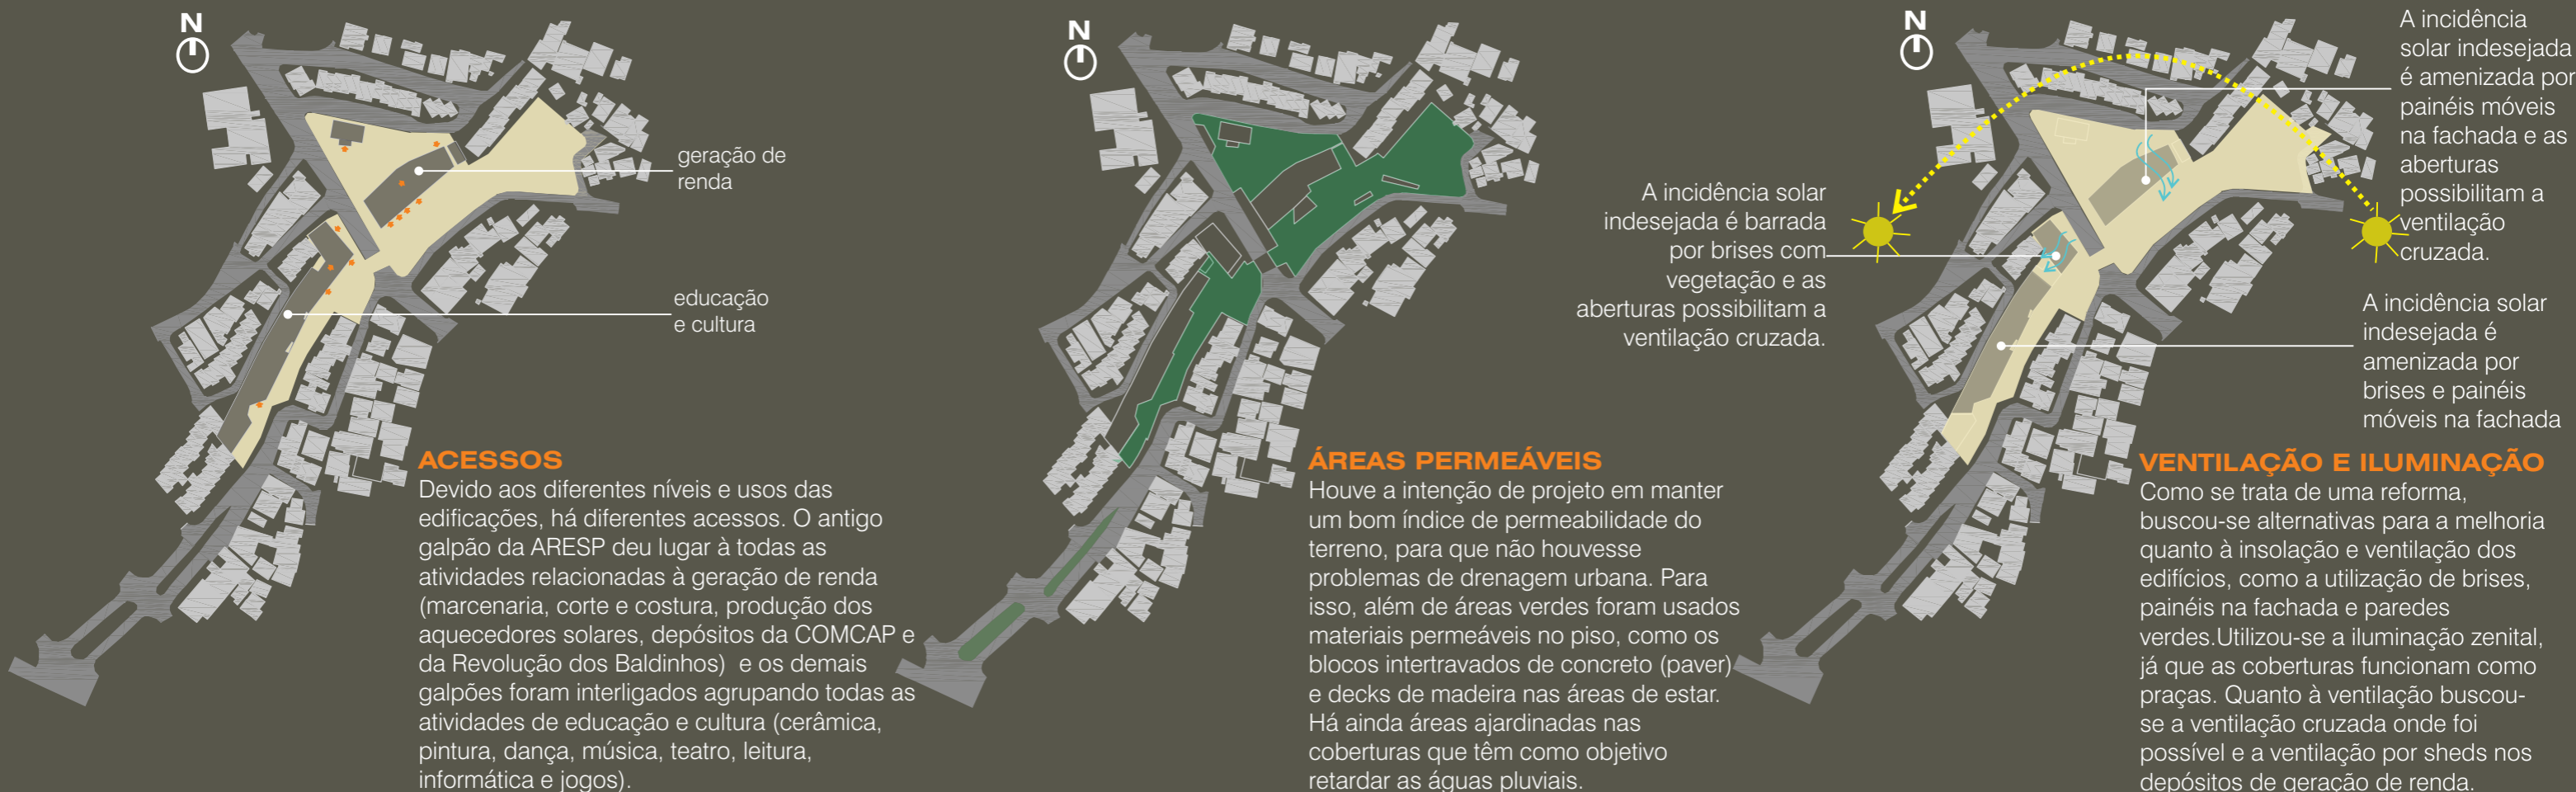 N
geração de
renda
educação
e cultura
ACESSOS
Devido aos diferentes níveis e usos das
edificações, há diferentes acessos. O antigo
galpão da ARESP deu lugar à todas as
atividades relacionadas à geração de renda
(marcenaria, corte e costura, produção dos
aquecedores solares, depósitos da COMCAP e
da Revolução dos Baldinhos) e os demais
galpões foram interligados agrupando todas as
atividades de educação e cultura (cerâmica,
pintura, dança, música, teatro, leitura,
informática e jogos).
N
ÁREAS PERMEÁVEIS
Houve a intenção de projeto em manter
um bom índice de permeabilidade do
terreno, para que não houvesse
problemas de drenagem urbana. Para
isso, além de áreas verdes foram usados
materiais permeáveis no piso, como os
blocos intertravados de concreto (paver)
e decks de madeira nas áreas de estar.
Há ainda áreas ajardinadas nas
coberturas que têm como objetivo
retardar as águas pluviais.
N
A incidência solar
indesejada é barrada
por brises com
vegetação e as
aberturas possibilitam a
ventilação cruzada.
A incidência
solar indesejada
é amenizada por
painéis móveis
na fachada e as
aberturas
possibilitam a
ventilação
cruzada.
A incidência solar
indesejada é
amenizada por
brises e painéis
móveis na fachada
VENTILAÇÃO E ILUMINAÇÃO
Como se trata de uma reforma,
buscou-se alternativas para a melhoria
quanto à insolação e ventilação dos
edifícios, como a utilização de brises,
painéis na fachada e paredes
verdes.Utilizou-se a iluminação zenital,
já que as coberturas funcionam como
praças. Quanto à ventilação buscou-
se a ventilação cruzada onde foi
possível e a ventilação por sheds nos
depósitos de geração de renda.